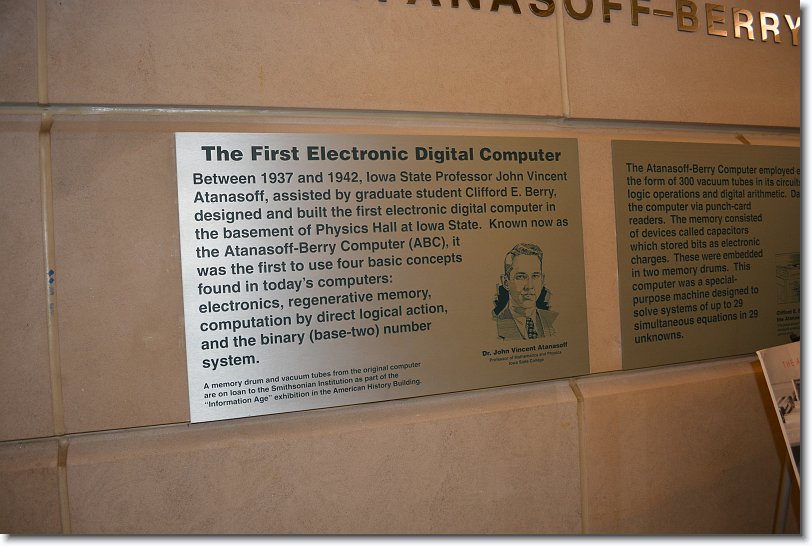 ATANASOFF–BERRY
The First Electronic Digital Computer
Between 1937 and 1942, Iowa State Professor John Vincent
Atanasoff, assisted by graduate student Clifford E. Berry,
designed and built the first electronic digital computer in
the basement of Physics Hall at Iowa State. Known now as
the Atanasoff-Berry Computer (ABC), it
was the first to use four basic concepts
found in today's computers:
electronics, regenerative memory,
computation by direct logical action,
and the binary (base-two) number
system.
Dr. John Vincent Atanasoff
Professor of Mathematics and Physics
Iowa State College
A memory drum and vacuum tubes from the original computer
are on loan to the Smithsonian Institution as part of the
"Information Age" exhibition in the American History Building.
The Atanasoff-Berry Computer employed
the form of 300 vacuum tubes in its circuits
logic operations and digital arithmetic.
the computer via punch-card
readers. The memory consisted
of devices called capacitors
which stored bits as electronic
charges. These were embedded
in two memory drums. This
computer was a special-
purpose machine designed to
solve systems of up to 29
simultaneous equations in 29
unknowns.
Clifford E.